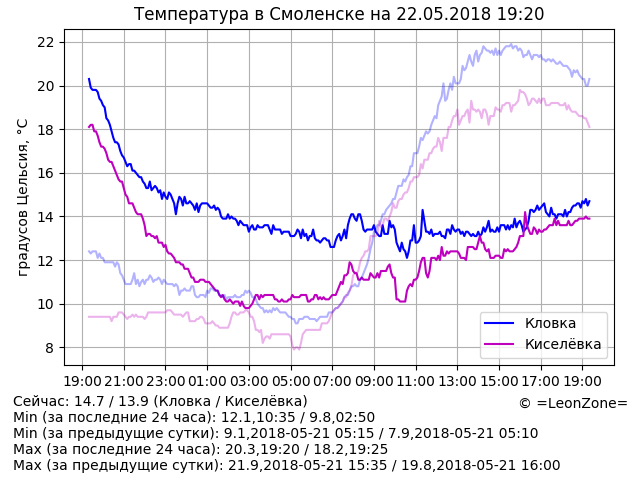 Температура в Смоленске на 22.05.2018 19:20
градусов Цельсия, °C
22
20
18
16
14
12
10
8
Кловка
Киселёвка
19:00 21:00 23:00 01:00 03:00 05:00 07:00 09:00 11:00 13:00 15:00 17:00 19:00
Сейчас: 14.7 / 13.9 (Кловка / Киселёвка)
© =LeonZone=
Min (за последние 24 часа): 12.1,10:35 / 9.8,02:50
Min (за предыдущие сутки): 9.1,2018-05-21 05:15 / 7.9,2018-05-21 05:10
Max (за последние 24 часа): 20.3,19:20 / 18.2,19:25
Max (за предыдущие сутки): 21.9,2018-05-21 15:35 / 19.8,2018-05-21 16:00